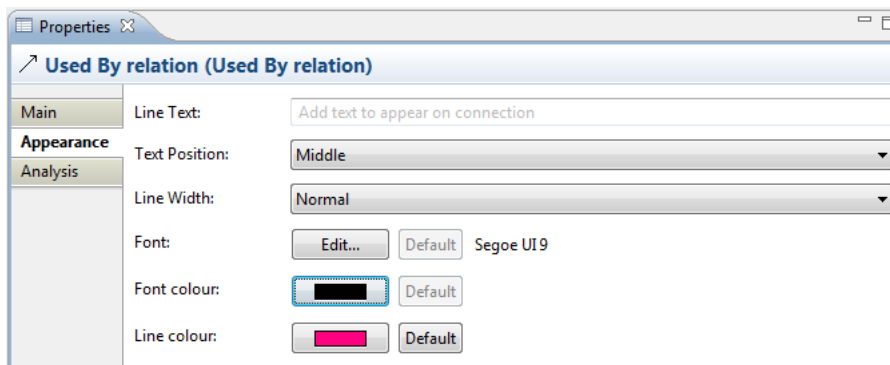 Properties
Used By relation (Used By relation)
Main
Appearance
Analysis
Line Text: Add text to appear on connection
Text Position: Middle
Line Width: Normal
Font: Edit... Default Segoe UI 9
Font colour: Default
Line colour: Default